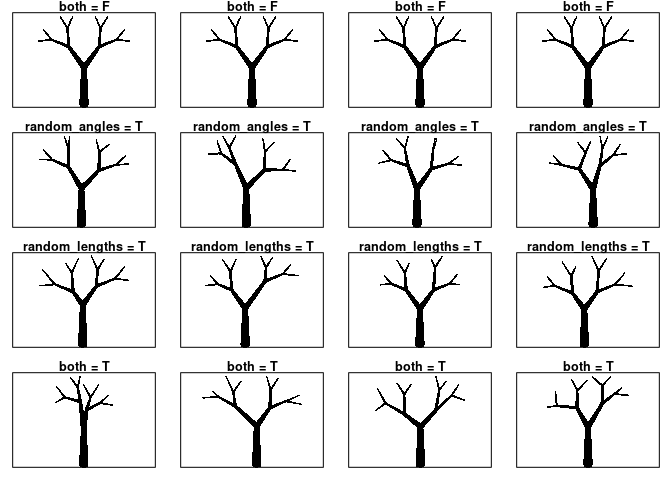 both = F both = F both = F both = F
random_angles = T random_angles = T random_angles = T random_angles = T
random_lengths = T random_lengths = T random_lengths = T random_lengths = T
both = T both = T both = T both = T